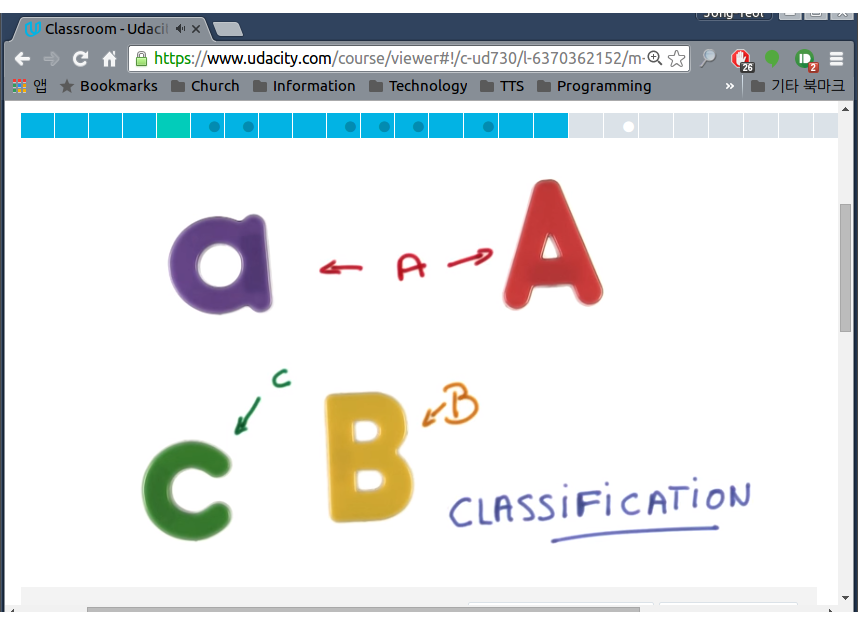 Jong Yeol
Classroom - Udacit
https://www.udacity.com/course/viewer#!/c-ud730/l-6370362152/m-
26
2
앱 Bookmarks Church Information Technology TTS Programming » 기타 북마크
a A A
C
C B B
CLASSIFICATION